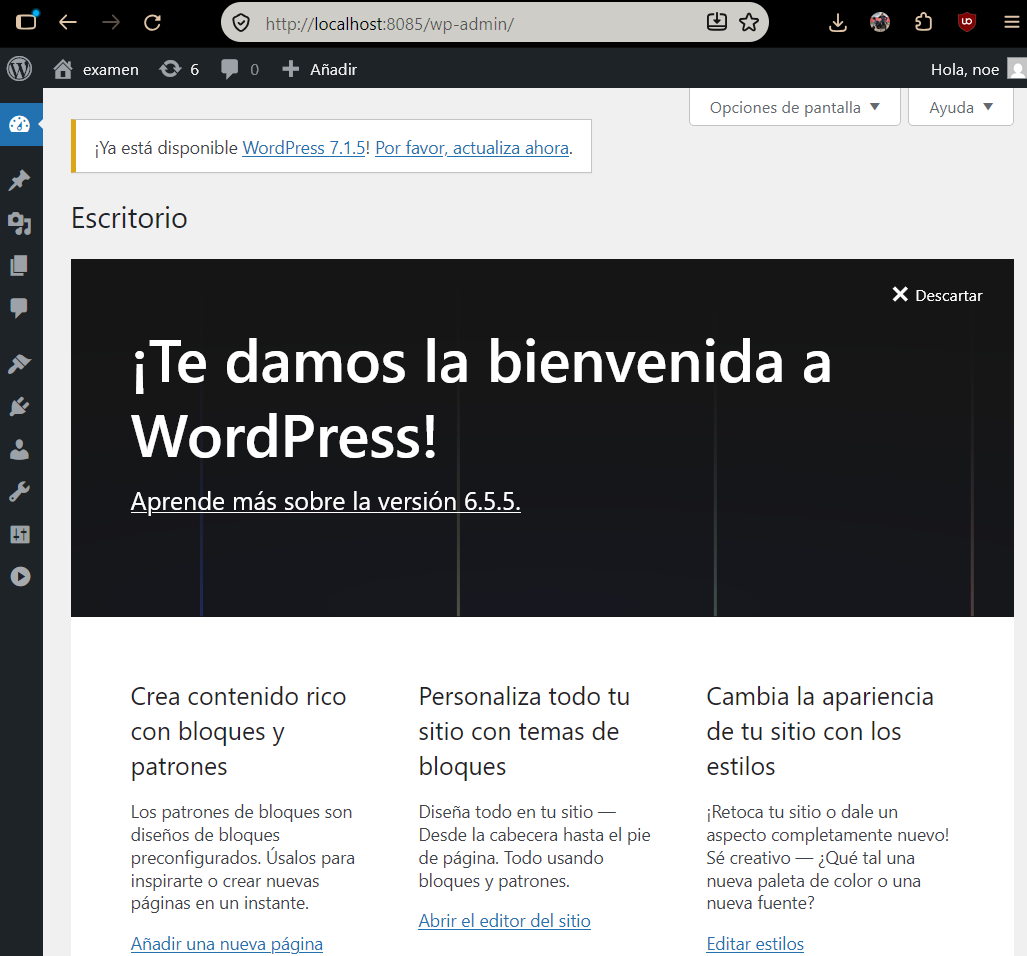 http://localhost:8085/wp-admin/
examen 6 0 Añadir Hola, noe
Opciones de pantalla Ayuda
¡Ya está disponible WordPress 7.1.5! Por favor, actualiza ahora.
Escritorio
Descartar
¡Te damos la bienvenida a
WordPress!
Aprende más sobre la versión 6.5.5.
Crea contenido rico
con bloques y
patrones
Los patrones de bloques son
diseños de bloques
preconfigurados. Úsalos para
inspirarte o crear nuevas
páginas en un instante.
Añadir una nueva página
Personaliza todo tu
sitio con temas de
bloques
Diseña todo en tu sitio —
Desde la cabecera hasta el pie
de página. Todo usando
bloques y patrones.
Abrir el editor del sitio
Cambia la apariencia
de tu sitio con los
estilos
¡Retoca tu sitio o dale un
aspecto completamente nuevo!
Sé creativo — ¿Qué tal una
nueva paleta de color o una
nueva fuente?
Editar estilos